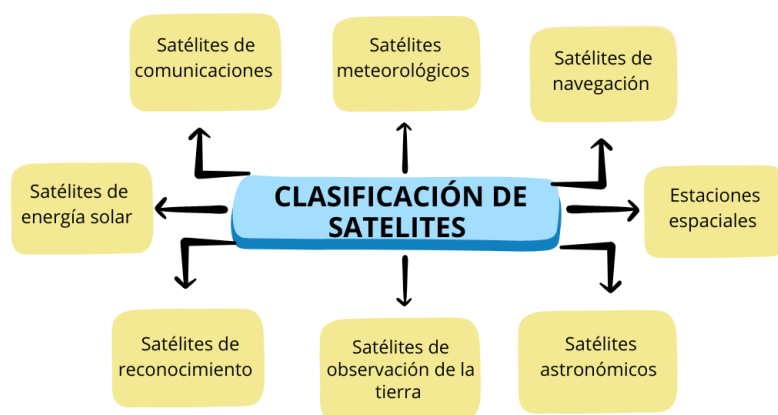 Satélites de
comunicaciones
Satélites
meteorológicos
Satélites de
navegación
Satélites de
energía solar
CLASIFICACIÓN DE
SATELITES
Estaciones
espaciales
Satélites de
reconocimiento
Satélites de
observación de la
tierra
Satélites
astronómicos